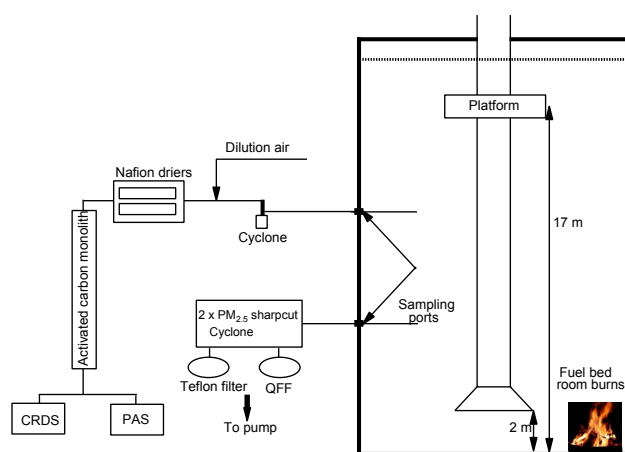 Platform
Dilution air
Nafion driers
17 m
Cyclone
Activated carbon monolith
2 x PM2.5 sharpcut
Cyclone
Sampling
ports
Teflon filter
QFF
To pump
CRDS
PAS
Fuel bed
room burns
2 m